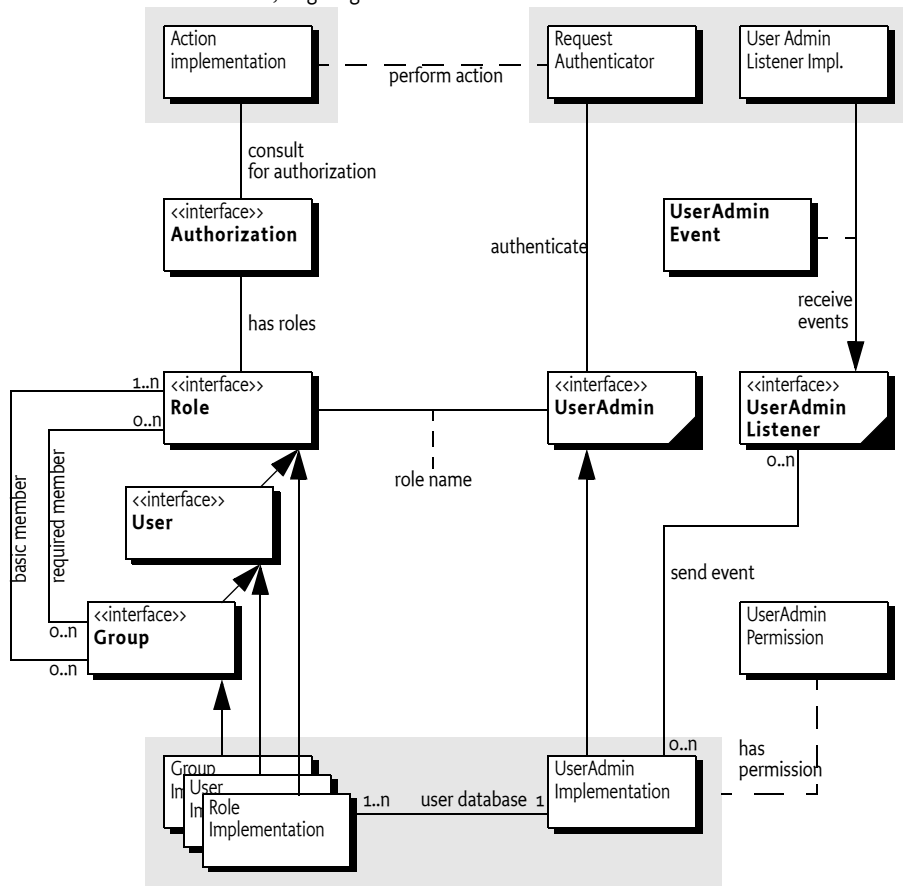 Action
implementation
perform action
Request
Authenticator
User Admin
Listener Impl.
consult
for authorization
<<interface>>
Authorization
UserAdmin
Event
authenticate
receive
events
has roles
1..n
<<interface>>
Role
0..n
<<interface>>
UserAdmin
<<interface>>
UserAdmin
Listener
0..n
role name
basic member
required member
<<interface>>
User
send event
<<interface>>
Group
0..n
0..n
UserAdmin
Permission
0..n
has
permission
Group
Im
User
Im
Role
Implementation
1..n
user database
1
UserAdmin
Implementation